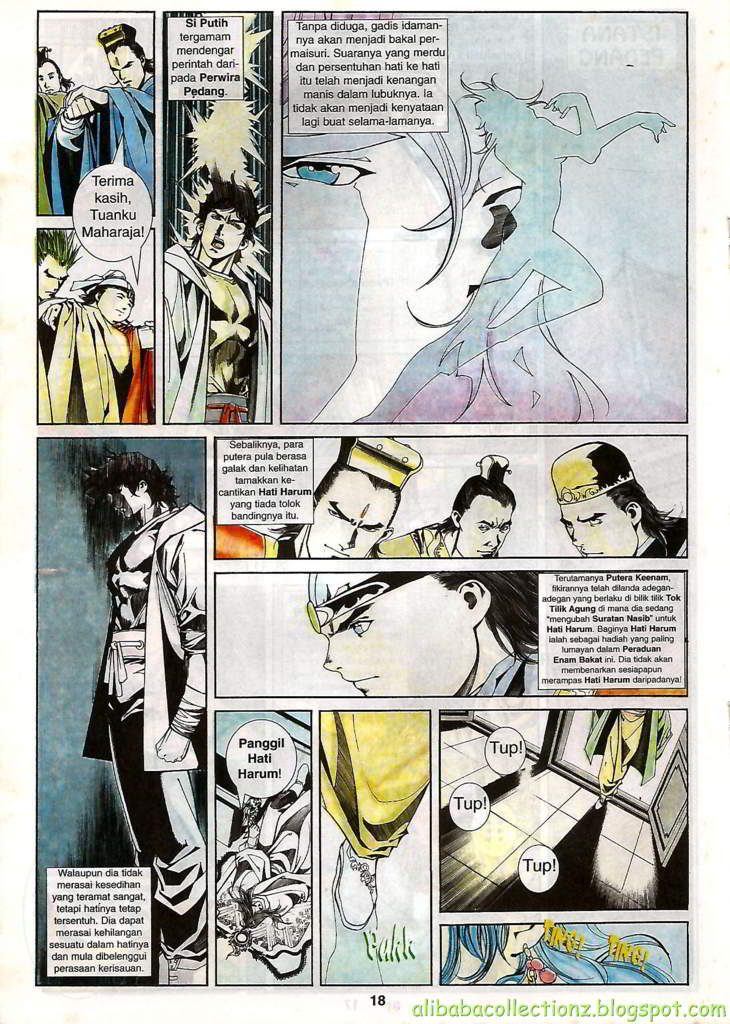 Terima
kasih,
Tuanku
Maharaja!
Si Putih
tergamam
mendengar
perintah dari-
pada Perwira
Pedang.
Tanpa diduga, gadis idaman-
nya akan menjadi bakal per-
maisuri. Suaranya yang merdu
dan persentuhan hati ke hati
itu telah menjadi kenangan
manis dalam lubuknya. Ia
tidak akan menjadi kenyataan
lagi buat selama-lamanya.
Walaupun dia tidak
merasai kesedihan
yang teramat sangat,
tetapi hatinya tetap
tersentuh. Dia dapat
merasai kehilangan
sesuatu dalam hatinya
dan mula dibelenggui
perasaan kerisauan.
Sebaliknya, para
putera pula berasa
galak dan kelihatan
tamakkan ke-
cantikan Hati Harum
yang tiada tolok
bandingnya itu.
Terutamanya Putera Keenam,
fikirannya telah dilanda adegan-
adegan yang berlaku di bilik tilik Tok
Tilik Agung di mana dia sedang
"mengubah Suratan Nasib" untuk
Hati Harum. Baginya Hati Harum
ialah sebagai hadiah yang paling
lumayan dalam Peraduan
Enam Bakat ini. Dia tidak akan
membenarkan sesiapapun
merampas Hati Harum daripadanya!
Panggil
Hati
Harum!
Pakk
Tup!
Tup!
Tup!
TING!
TING!
18
alibabacollectionz.blogspot.com